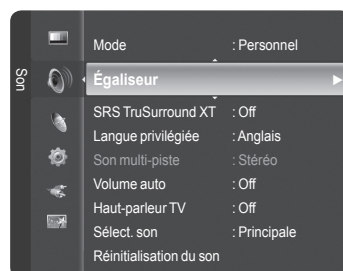 Son
Mode : Personnel
Égaliseur
SRS TruSurround XT : Off
Langue privilégiée : Anglais
Son multi-piste : Stéréo
Volume auto : Off
Haut-parleur TV : Off
Sélect. son : Principale
Réinitialisation du son